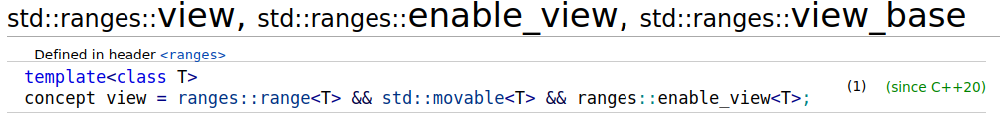 std::ranges::view, std::ranges::enable_view, std::ranges::view_base
Defined in header <ranges>
template<class T>
concept view = ranges::range<T> && std::movable<T> && ranges::enable_view<T>; (1) (since C++20)